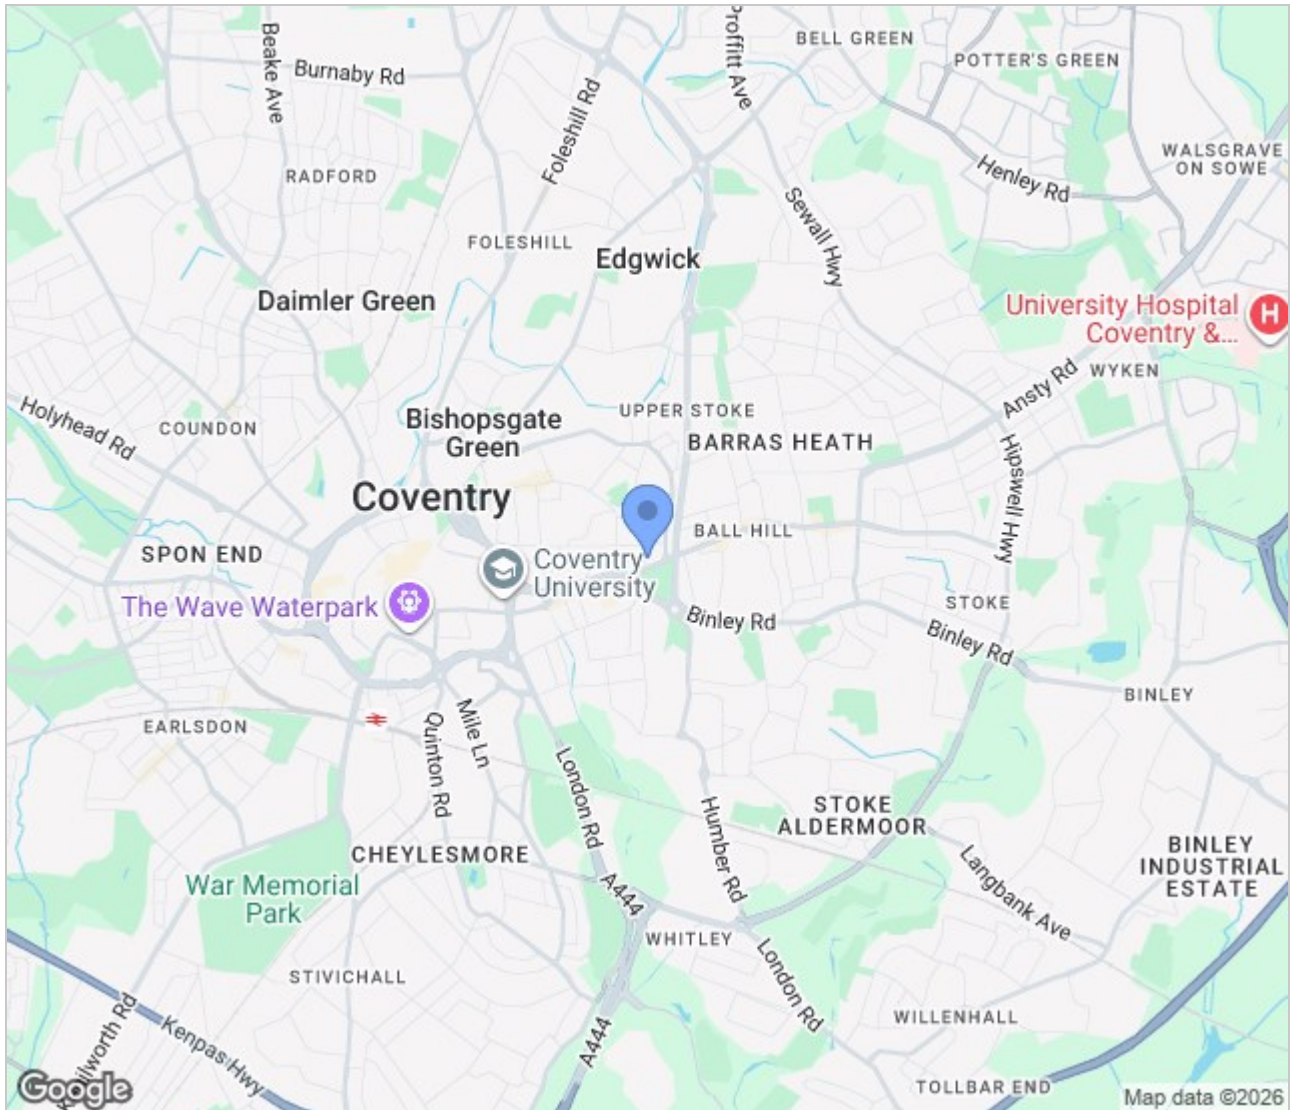 Beake Ave
Burnaby Rd
Foleshill Rd
Proffitt Ave
BELL GREEN
POTTER'S GREEN
WALSGRAVE
ON SOWE
Henley Rd
RADFORD
Sewall Hwy
FOLESHILL
Edgwick
Daimler Green
University Hospital
Coventry &...
H
WYKEN
Ansty Rd
Holyhead Rd
COUNDON
Bishopsgate
Green
UPPER STOKE
BARRAS HEATH
Hipswell Hwy
Coventry
BALL HILL
SPON END
Coventry
University
The Wave Waterpark
STOKE
Binley Rd
Binley Rd
BINLEY
EARLSDON
Quinton Rd
Mile Ln
London Rd
Humber Rd
STOKE
ALDERMOOR
CHEYLESMORE
War Memorial
Park
A444
Langbank Ave
BINLEY
INDUSTRIAL
ESTATE
WHITLEY
London Rd
STIVICHALL
WILLENHALL
Kenpas Hwy
A444
TOLLBAR END
Google
Map data ©2026